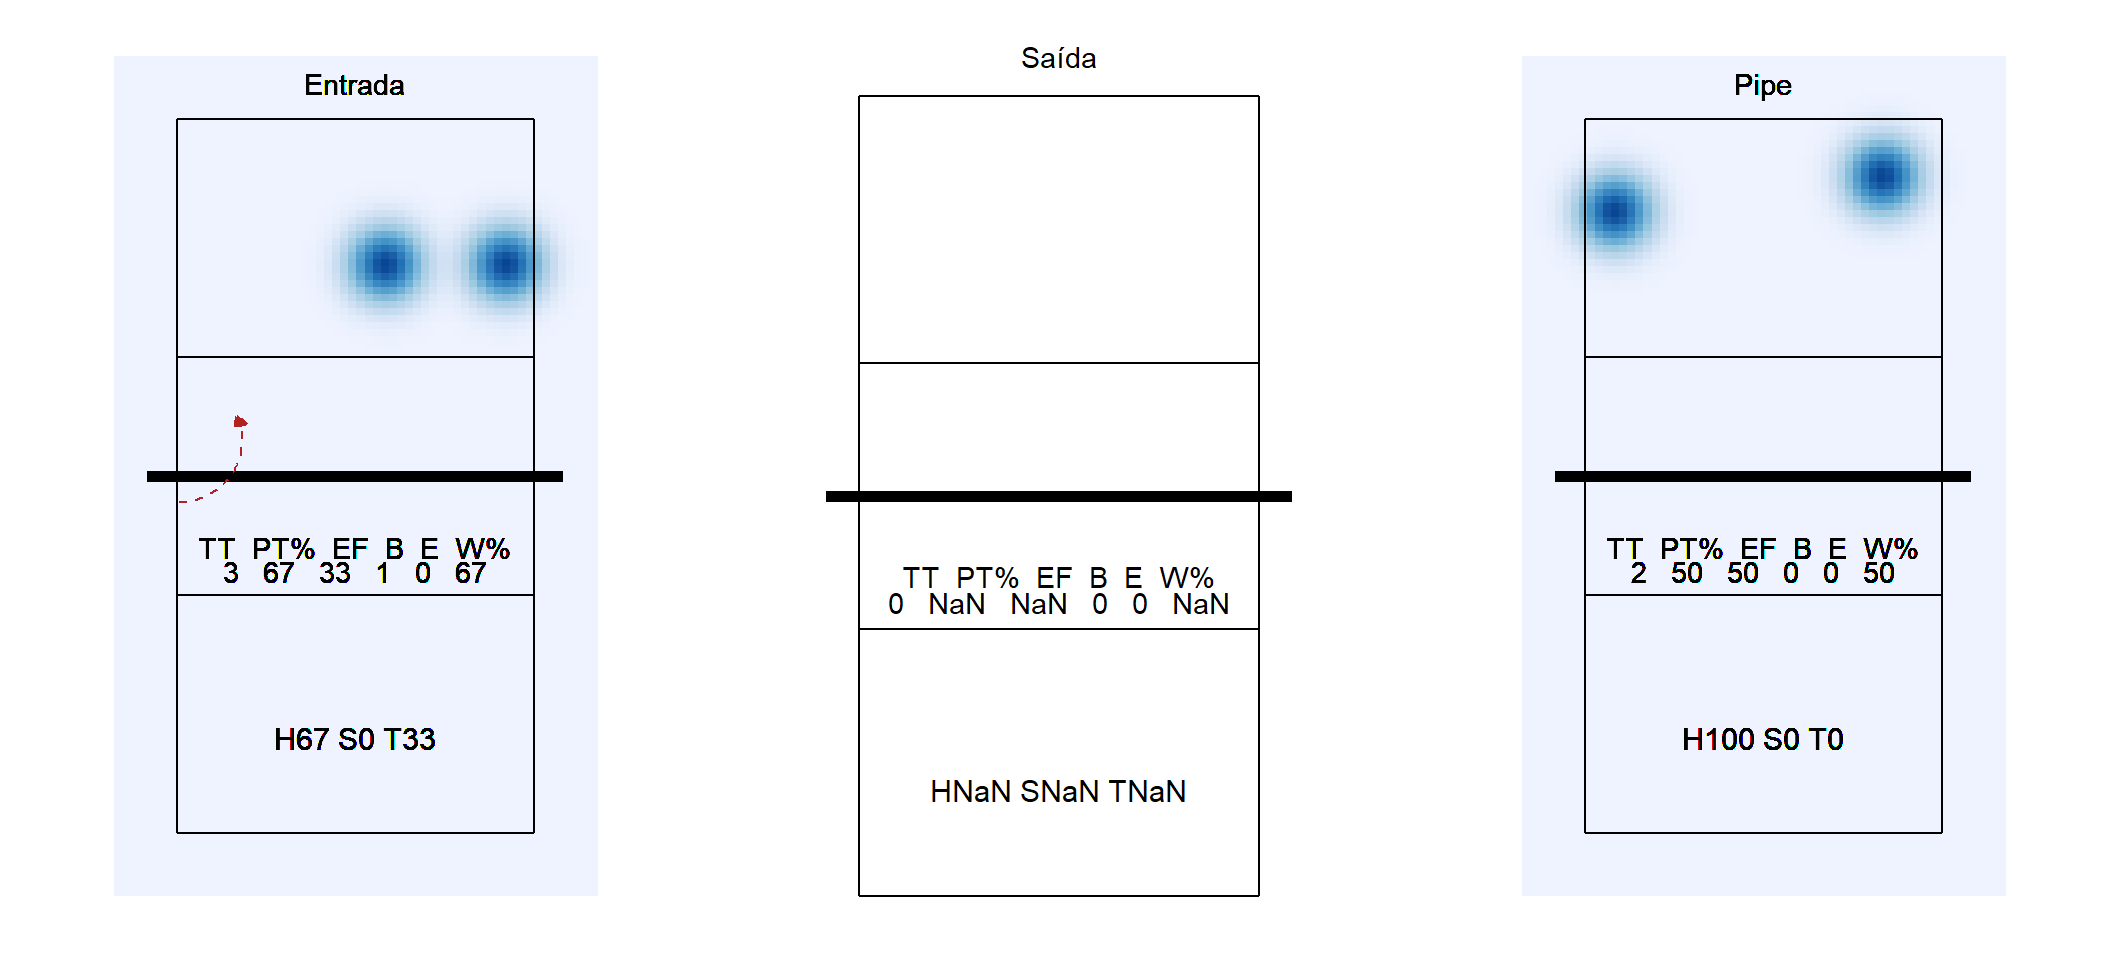 Entrada
TT PT% EF B E W%
3 67 33 1 0 67
H67 S0 T33
Saída
TT PT% EF B E W%
0 NaN NaN 0 0 NaN
HNaN SNaN TNaN
Pipe
TT PT% EF B E W%
2 50 50 0 0 50
H100 S0 T0